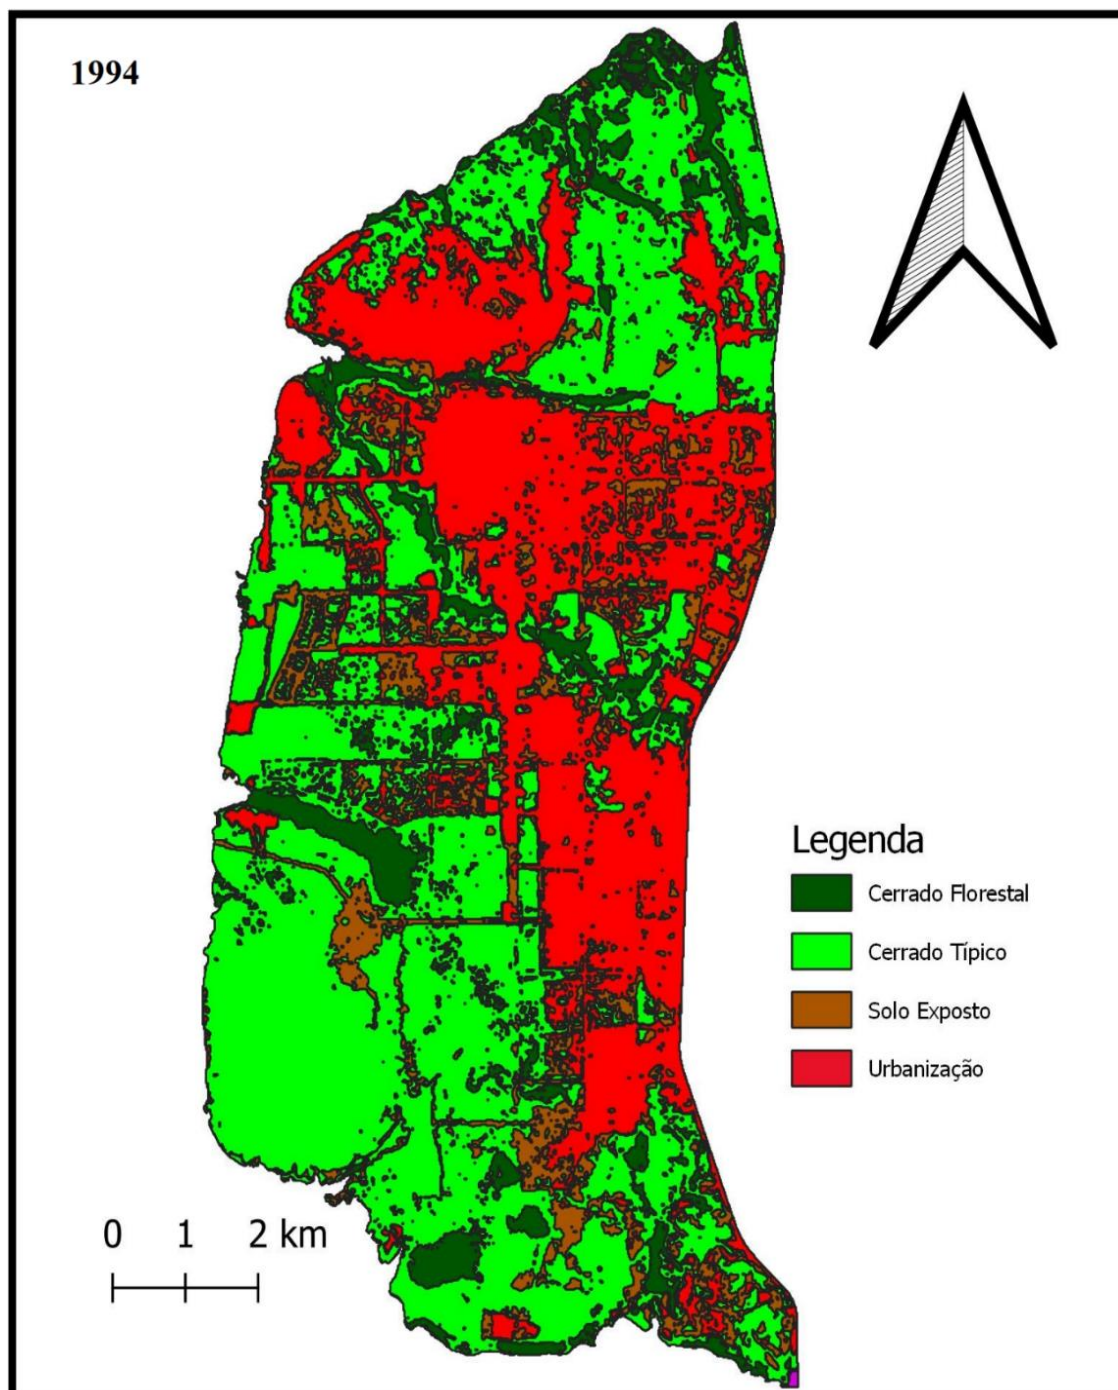 1994
Legenda
Cerrado Florestal
Cerrado Típico
Solo Exposto
Urbanização
0 1 2 km